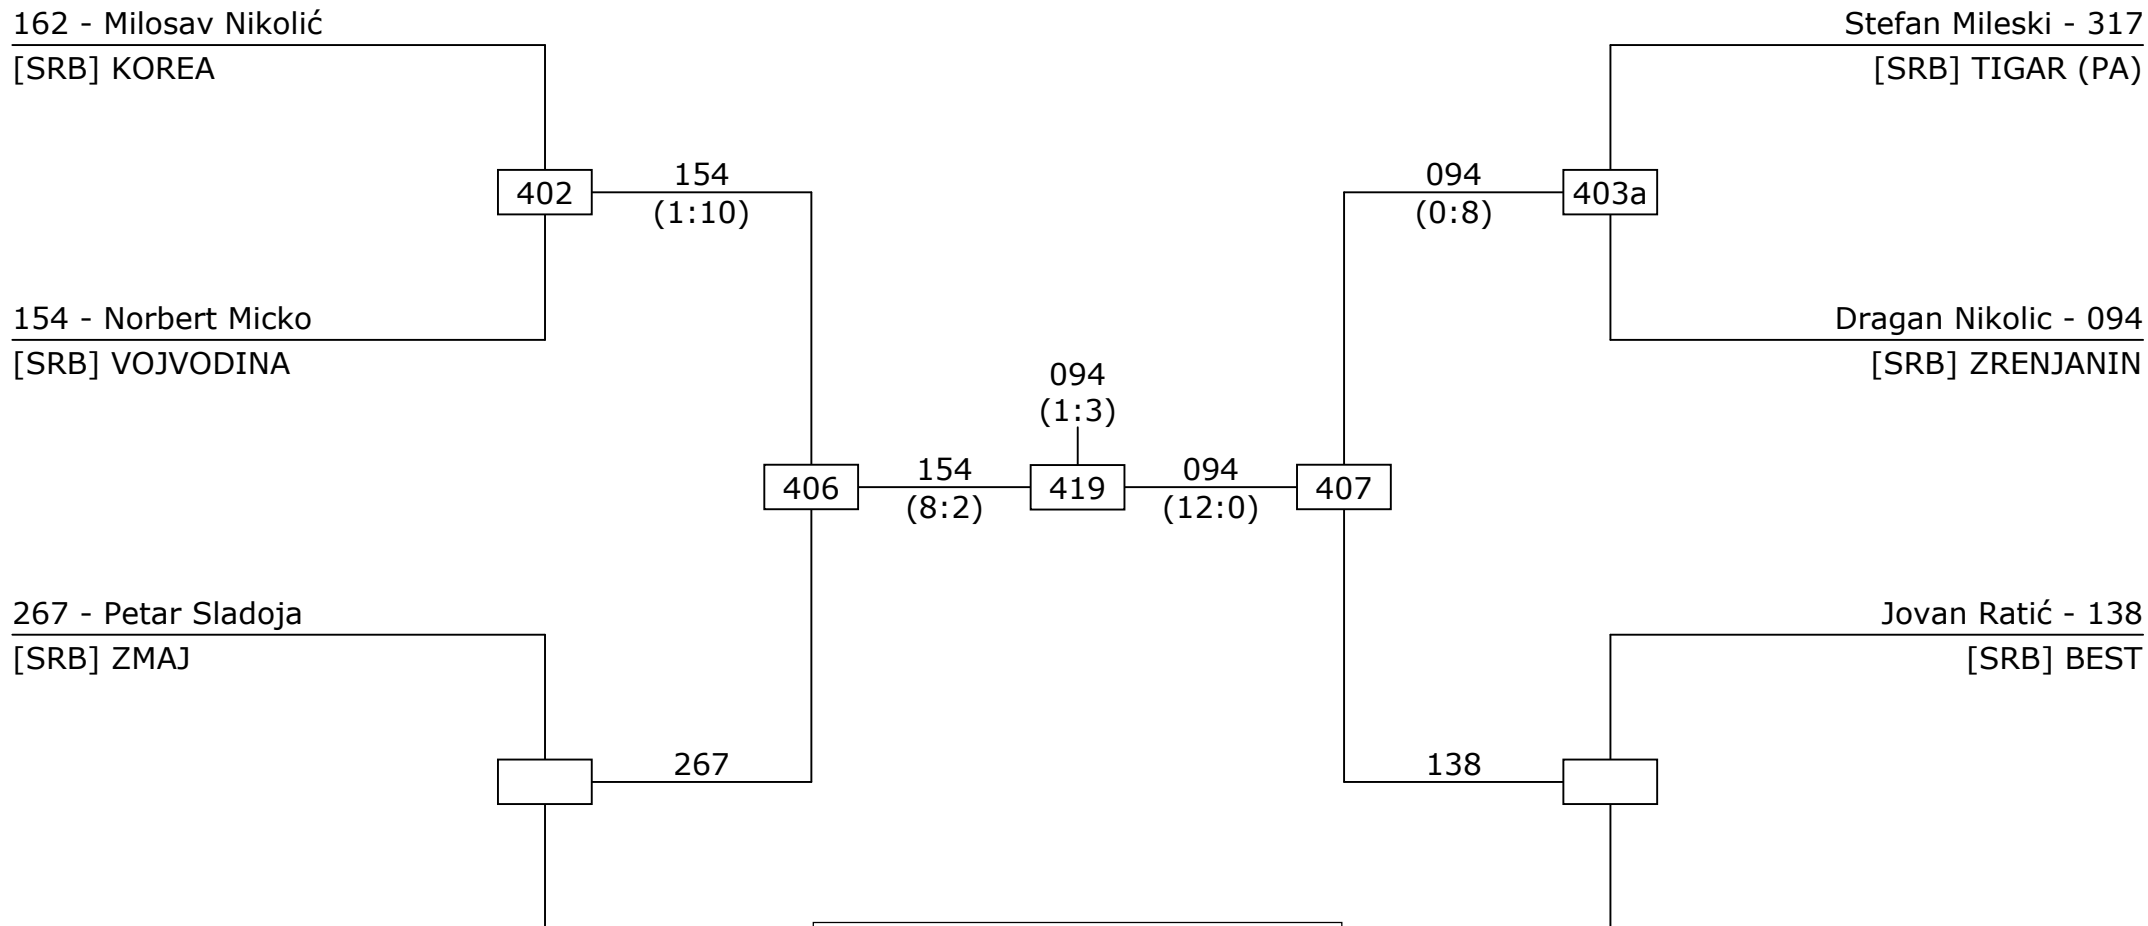 162 - Milosav Nikolić
[SRB] KOREA
Stefan Mileski - 317
[SRB] TIGAR (PA)
402
154
(1:10)
094
(0:8)
403a
154 - Norbert Micko
[SRB] VOJVODINA
Dragan Nikolic - 094
[SRB] ZRENJANIN
094
(1:3)
406
154
(8:2)
419
094
(12:0)
407
267 - Petar Sladoja
[SRB] ZMAJ
Jovan Ratić - 138
[SRB] BEST
267
138